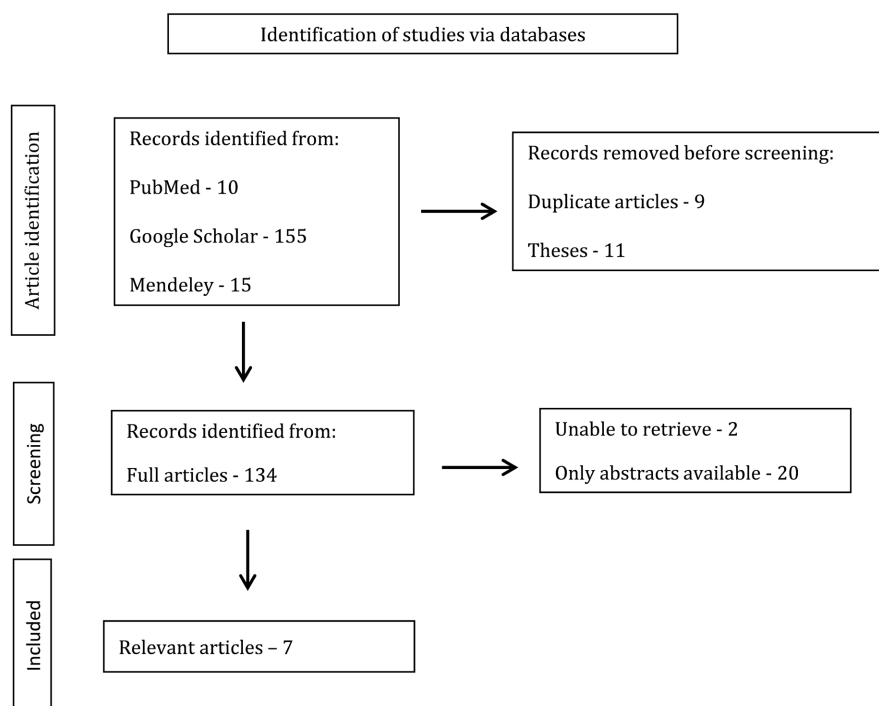 Identification of studies via databases
Article identification
Records identified from:
PubMed - 10
Google Scholar - 155
Mendeley - 15
Records removed before screening:
Duplicate articles - 9
Theses - 11
Screening
Records identified from:
Full articles - 134
Unable to retrieve - 2
Only abstracts available - 20
Included
Relevant articles – 7